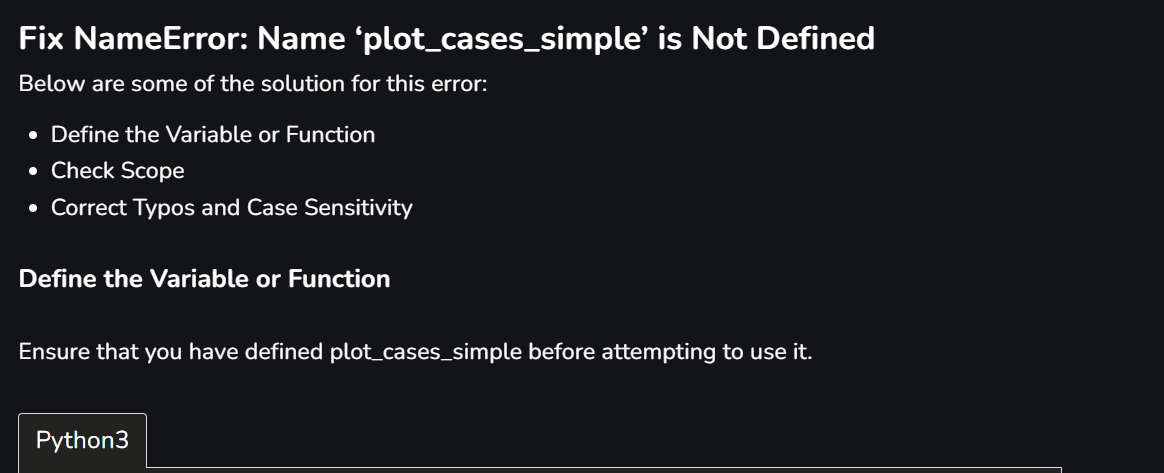 Fix NameError: Name ‘plot_cases_simple’ is Not Defined
Below are some of the solution for this error:
• Define the Variable or Function
• Check Scope
• Correct Typos and Case Sensitivity
Define the Variable or Function
Ensure that you have defined plot_cases_simple before attempting to use it.
Python3